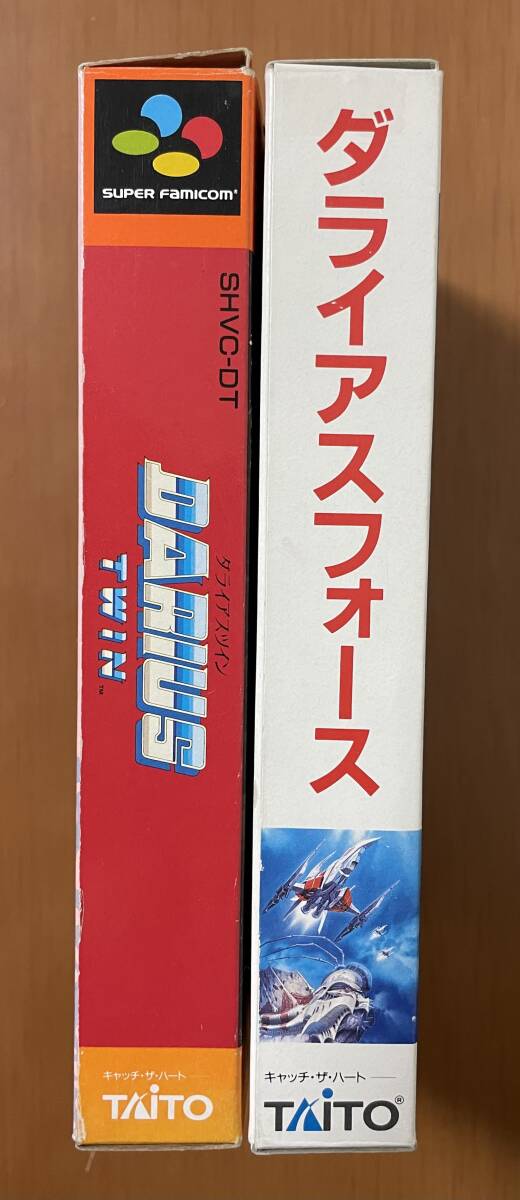 SUPER FAMICOM®
SHVC-DT
DARIUS
TWIN™
ダライアスツイン
キャッチ・ザ・ハート
TAITO
ダライアスフォース
キャッチ・ザ・ハート
TAITO®